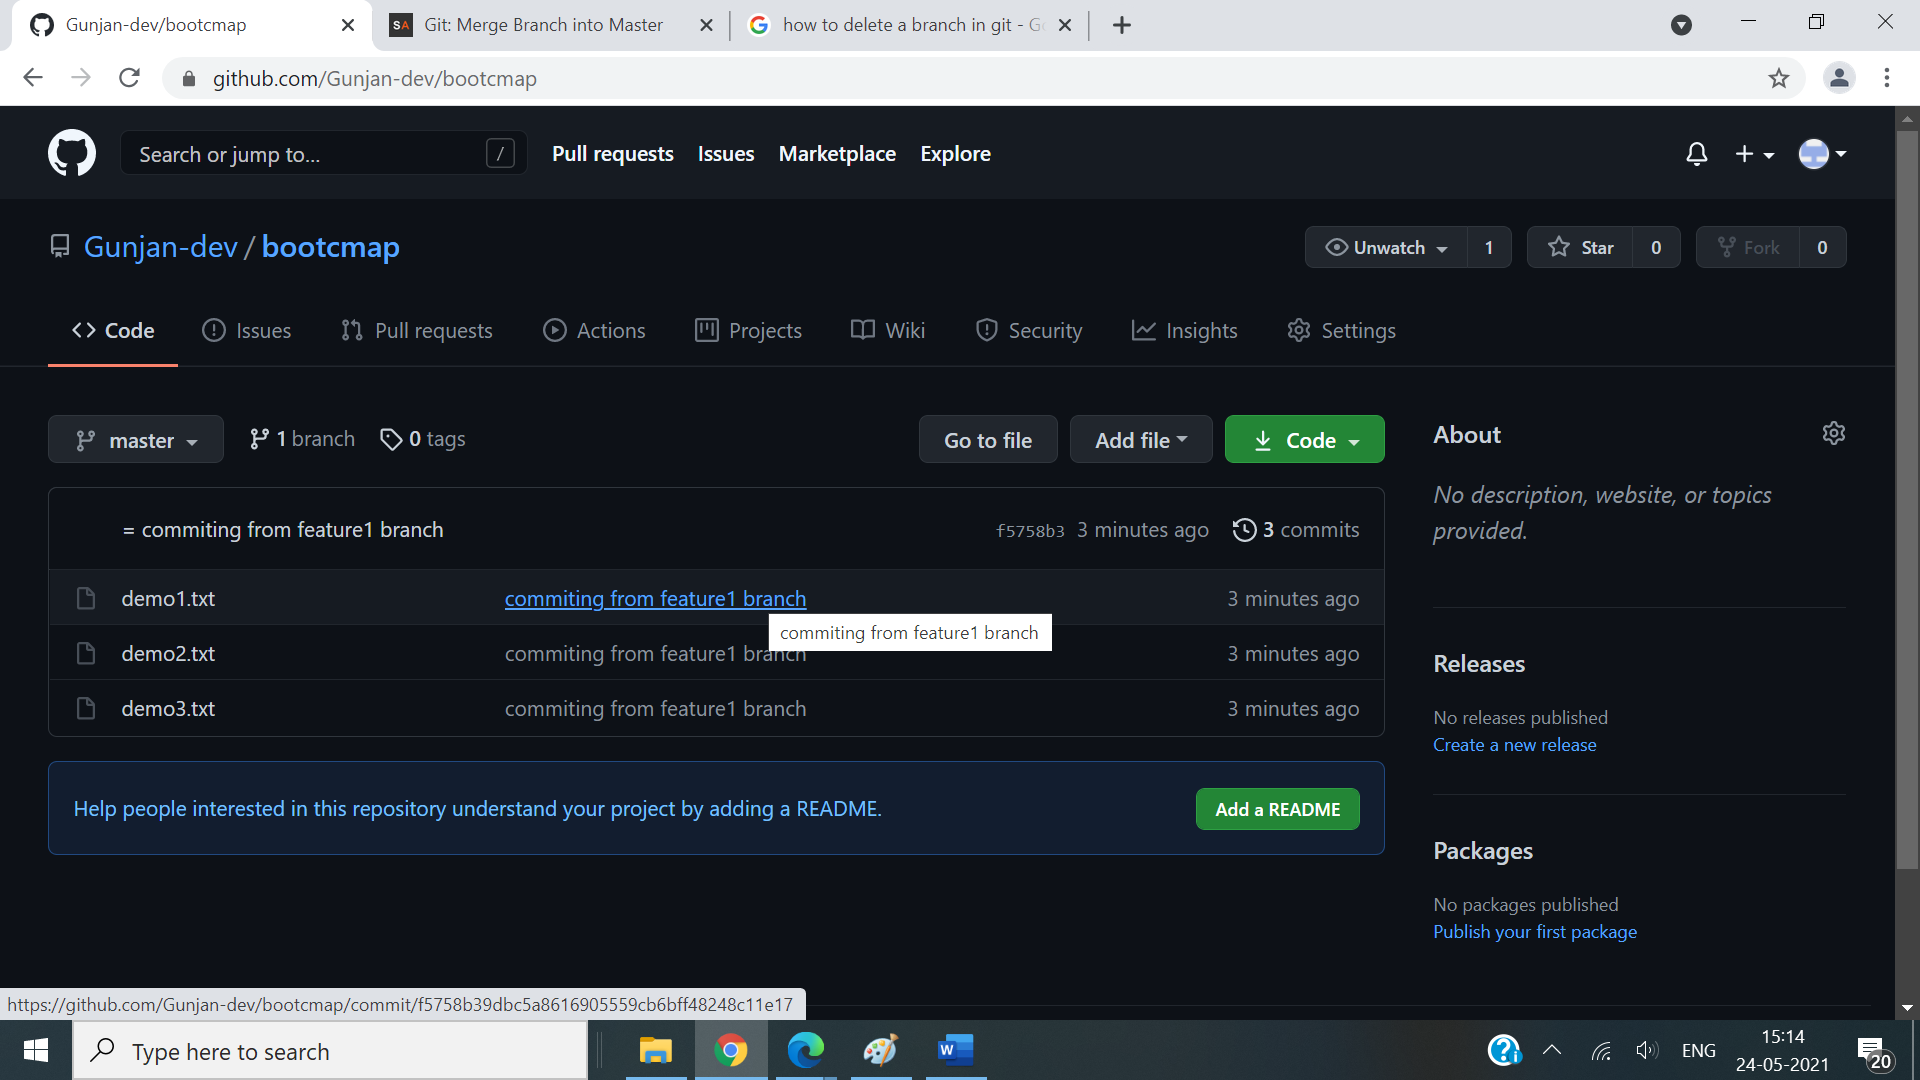 Gunjan-dev/bootcmap
SA Git: Merge Branch into Master
how to delete a branch in git - Go
github.com/Gunjan-dev/bootcmap
Search or jump to... /
Pull requests Issues Marketplace Explore
Gunjan-dev / bootcmap
Unwatch 1
Star 0
Fork 0
Code Issues Pull requests Actions Projects Wiki Security Insights Settings
master 1 branch 0 tags
Go to file Add file Code
= commiting from feature1 branch f5758b3 3 minutes ago 3 commits
demo1.txt commiting from feature1 branch 3 minutes ago
commiting from feature1 branch
demo2.txt commiting from feature1 branch 3 minutes ago
demo3.txt commiting from feature1 branch 3 minutes ago
Help people interested in this repository understand your project by adding a README.
Add a README
About
No description, website, or topics
provided.
Releases
No releases published
Create a new release
Packages
No packages published
Publish your first package
https://github.com/Gunjan-dev/bootcmap/commit/f5758b39dbc5a8616905559cb6bff48248c11e17
Type here to search
W
ENG
15:14
24-05-2021
20